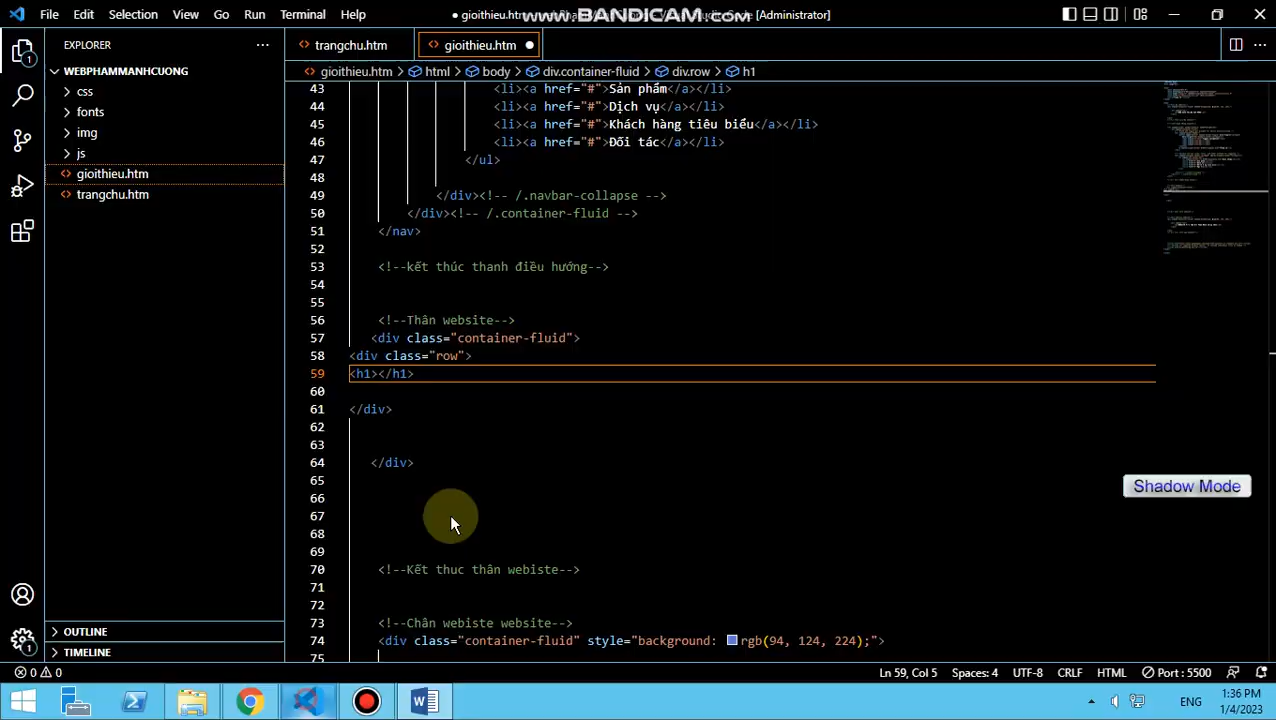 File Edit Selection View Go Run Terminal Help
www.BANDICAM.com
[Administrator]
EXPLORER
trangchu.htm
gioithieu.htm
WEBPHAMMANHCUONG
css
fonts
img
js
gioithieu.htm
trangchu.htm
gioithieu.htm > html > body > div.container-fluid > div.row > h1
43 <li><a href="#">Sản phẩm</a></li>
44 <li><a href="#">Dịch vụ</a></li>
45 <li><a href="#">Khách hàng tiêu biểu</a></li>
46 <li><a href="#">Đối tác</a></li>
47 </ul>
48
49 </div><!-- /.navbar-collapse -->
50 </div><!-- /.container-fluid -->
51 </nav>
52
53 <!--kết thúc thanh điều hướng-->
54
55
56 <!--Thân website-->
57 <div class="container-fluid">
58 <div class="row">
59 <h1></h1>
60
61 </div>
62
63
64 </div>
65
66
67
68
69
70 <!--Kết thuc thân webiste-->
71
72
73 <!--Chân webiste website-->
74 <div class="container-fluid" style="background: rgb(94, 124, 224);">
75
Shadow Mode
OUTLINE
TIMELINE
0 0
Ln 59, Col 5 Spaces: 4 UTF-8 CRLF HTML Port : 5500
ENG
1:36 PM
1/4/2023